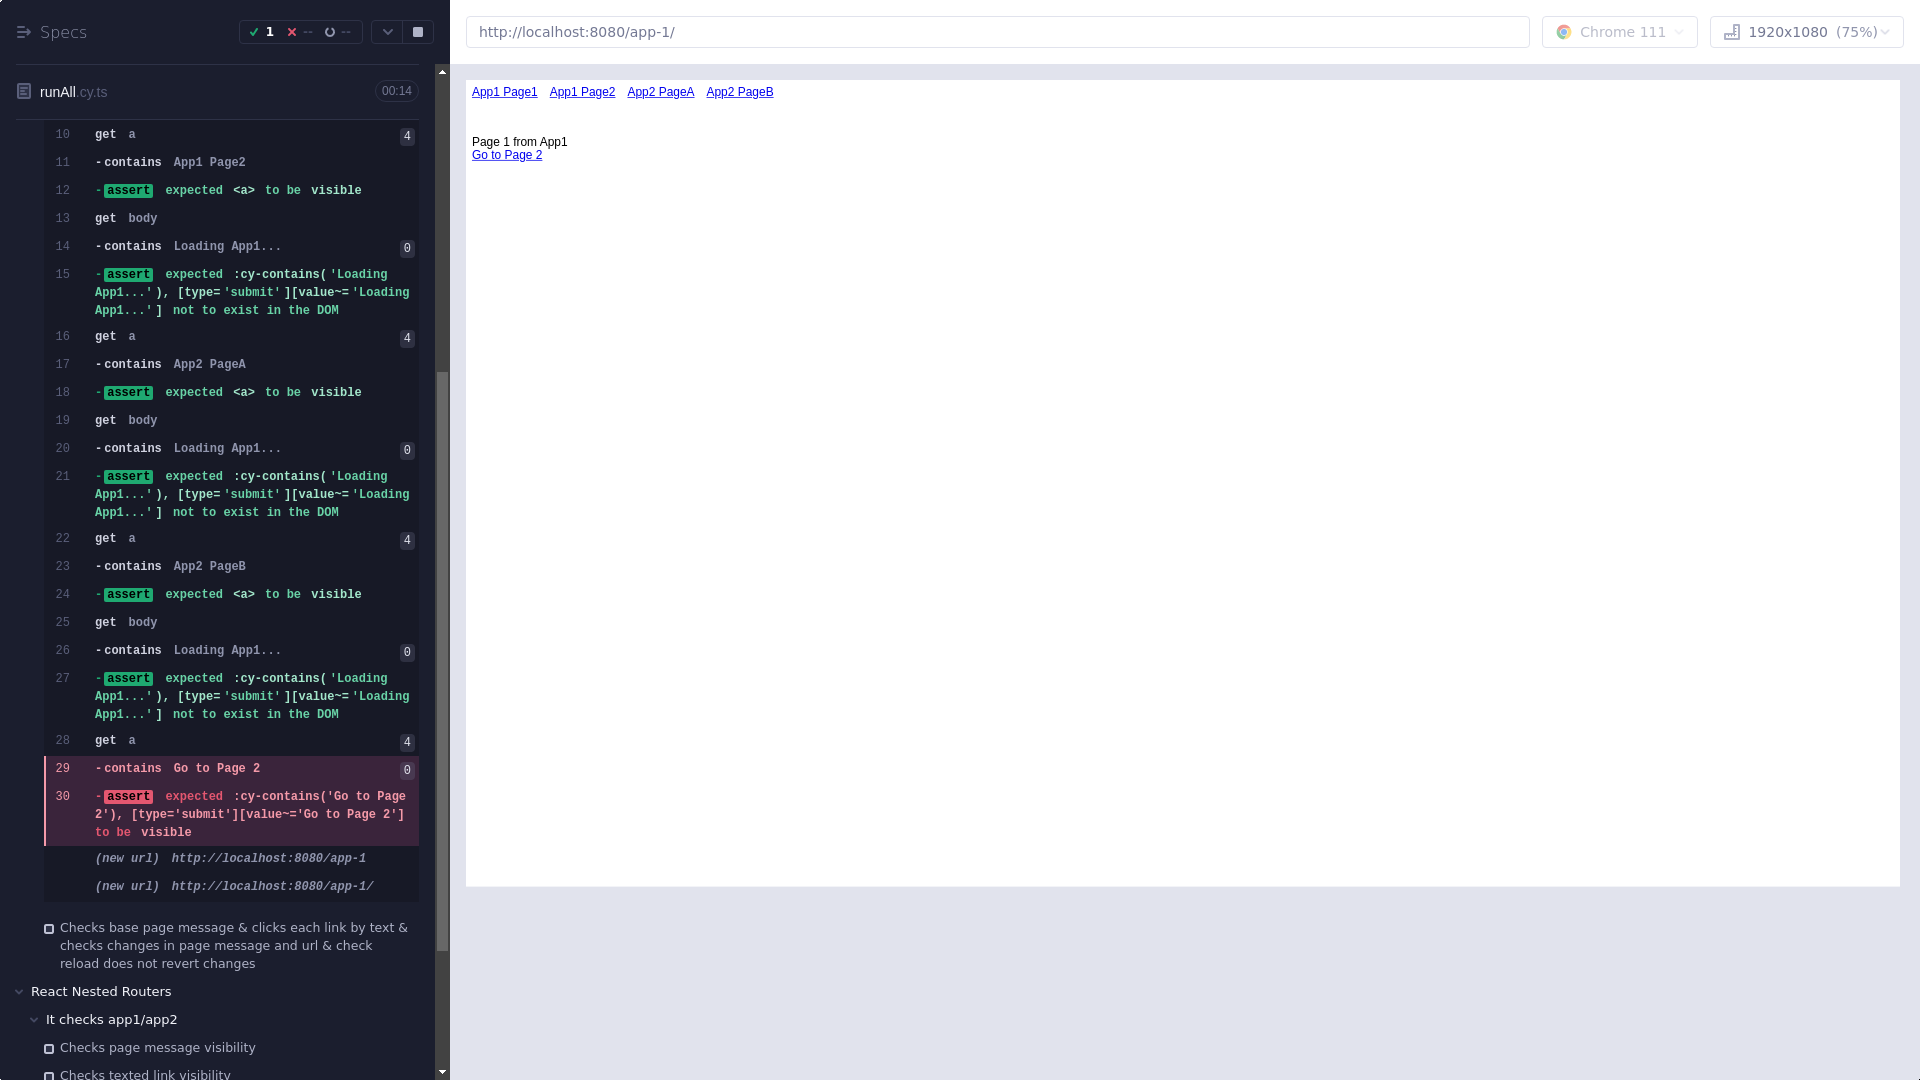 Specs
1 -- --
runAll.cy.ts 00:14
10 get a 4
11 -contains App1 Page2
12 -assert expected <a> to be visible
13 get body
14 -contains Loading App1... 0
15 -assert expected :cy-contains('Loading
App1...'), [type='submit'][value~='Loading
App1...'] not to exist in the DOM
16 get a 4
17 -contains App2 PageA
18 -assert expected <a> to be visible
19 get body
20 -contains Loading App1... 0
21 -assert expected :cy-contains('Loading
App1...'), [type='submit'][value~='Loading
App1...'] not to exist in the DOM
22 get a 4
23 -contains App2 PageB
24 -assert expected <a> to be visible
25 get body
26 -contains Loading App1... 0
27 -assert expected :cy-contains('Loading
App1...'), [type='submit'][value~='Loading
App1...'] not to exist in the DOM
28 get a 4
29 -contains Go to Page 2 0
30 -assert expected :cy-contains('Go to Page
2'), [type='submit'][value~='Go to Page 2']
to be visible
(new url) http://localhost:8080/app-1
(new url) http://localhost:8080/app-1/
Checks base page message & clicks each link by text &
checks changes in page message and url & check
reload does not revert changes
React Nested Routers
It checks app1/app2
Checks page message visibility
Checks texted link visibility
http://localhost:8080/app-1/
Chrome 111
1920x1080 (75%)
App1 Page1 App1 Page2 App2 PageA App2 PageB
Page 1 from App1
Go to Page 2